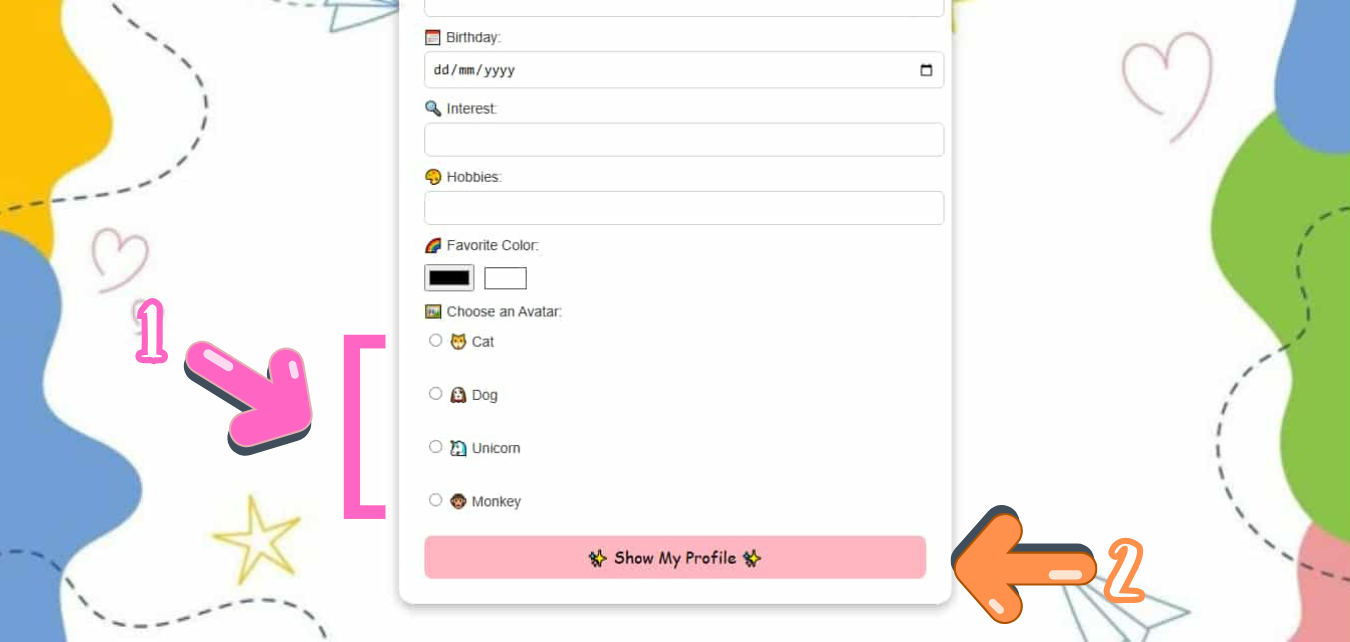 Birthday:
dd/mm/yyyy
Interest:
Hobbies:
Favorite Color:
Choose an Avatar:
1
Cat
Dog
Unicorn
Monkey
Show My Profile
2